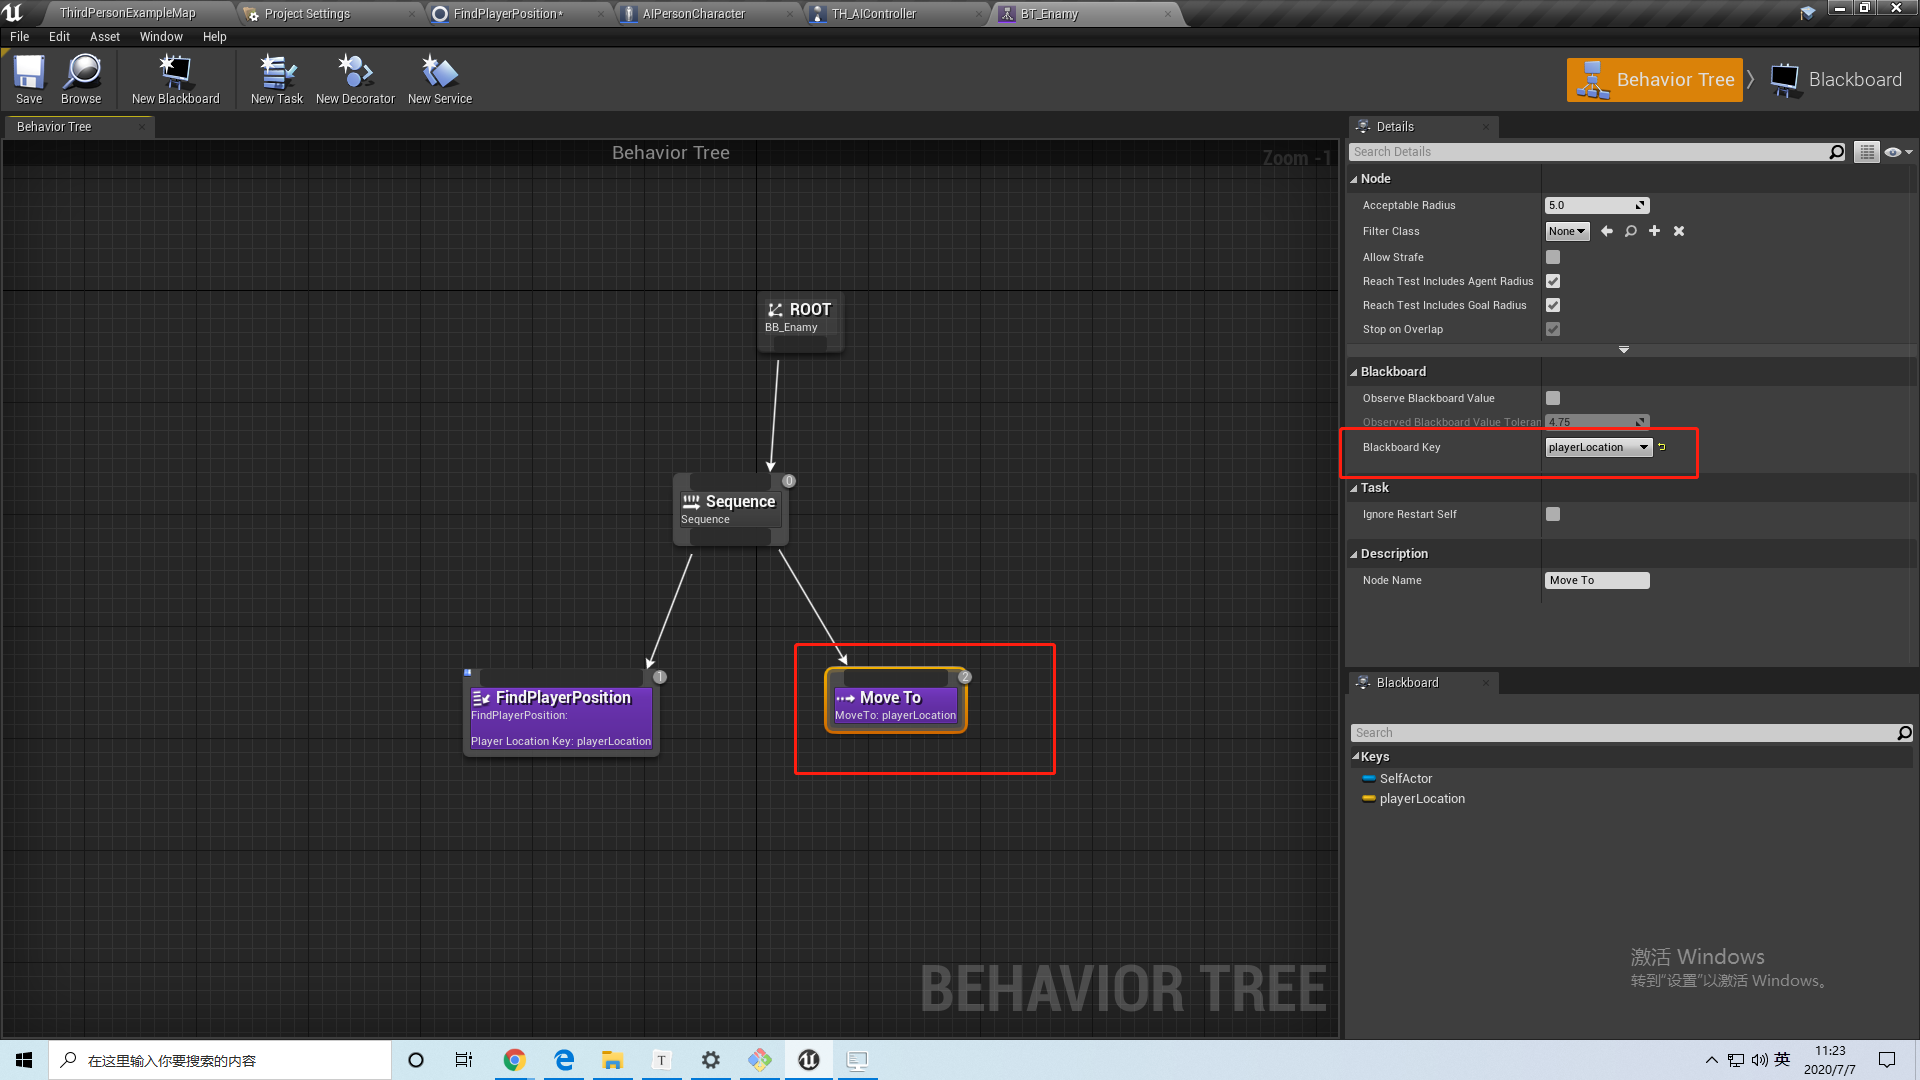 ThirdPersonExampleMap
Project Settings
FindPlayerPosition*
AIPersonCharacter
TH_AIController
BT_Enamy
File Edit Asset Window Help
Save
Browse
New Blackboard
New Task
New Decorator
New Service
Behavior Tree
Blackboard
Behavior Tree
Behavior Tree
Zoom -1
ROOT
BB_Enamy
0
Sequence
Sequence
1
FindPlayerPosition
FindPlayerPosition:
Player Location Key: playerLocation
2
Move To
MoveTo: playerLocation
BEHAVIOR TREE
Details
Search Details
Node
Acceptable Radius 5.0
Filter Class None
Allow Strafe
Reach Test Includes Agent Radius
Reach Test Includes Goal Radius
Stop on Overlap
Blackboard
Observe Blackboard Value
Observed Blackboard Value Toleran 4.75
Blackboard Key playerLocation
Task
Ignore Restart Self
Description
Node Name Move To
Blackboard
Search
Keys
SelfActor
playerLocation
激活 Windows
转到“设置”以激活 Windows。
在这里输入你要搜索的内容
T
英
11:23
2020/7/7